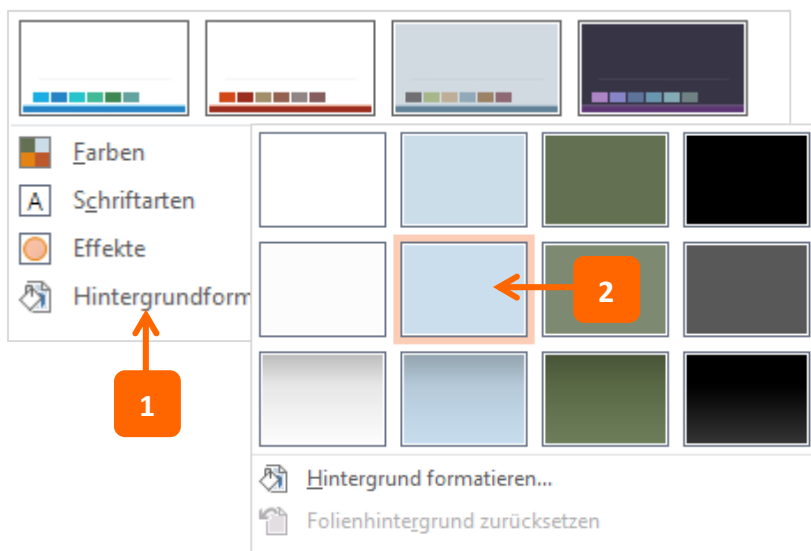 Farben
A Schriftarten
Effekte
Hintergrundform
2
1
Hintergrund formatieren...
Folienhintergrund zurücksetzen